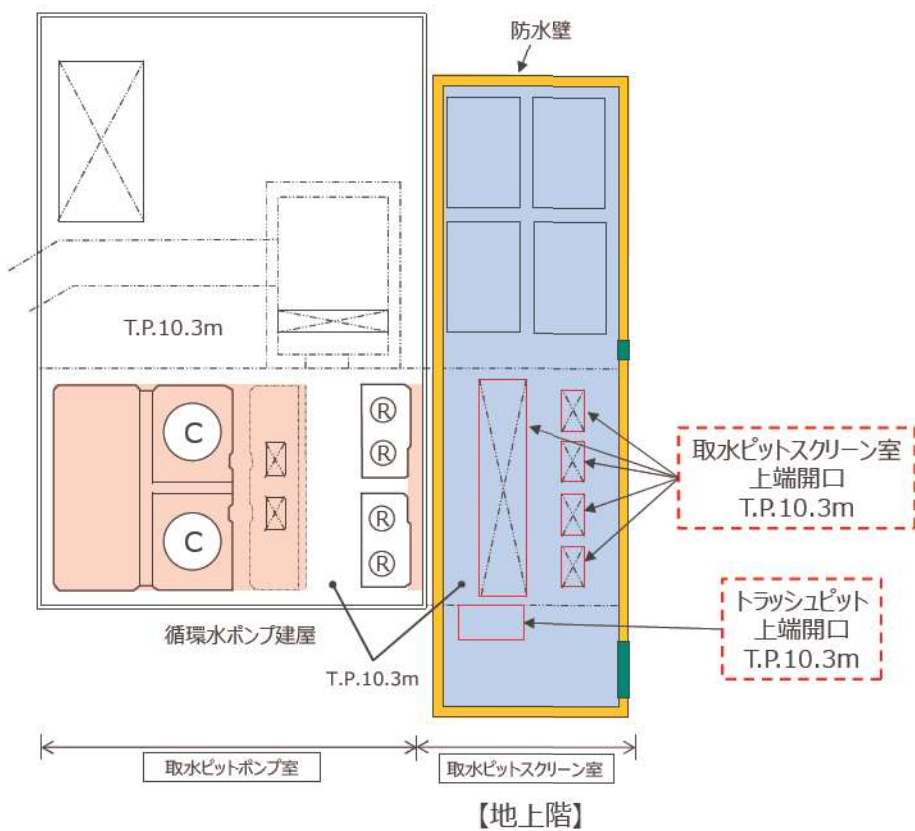 防水壁
T.P.10.3m
C
C
Ⓡ
Ⓡ
Ⓡ
Ⓡ
取水ピットスクリーン室
上端開口
T.P.10.3m
トラッシュピット
上端開口
T.P.10.3m
循環水ポンプ建屋
T.P.10.3m
取水ピットポンプ室
取水ピットスクリーン室
【地上階】